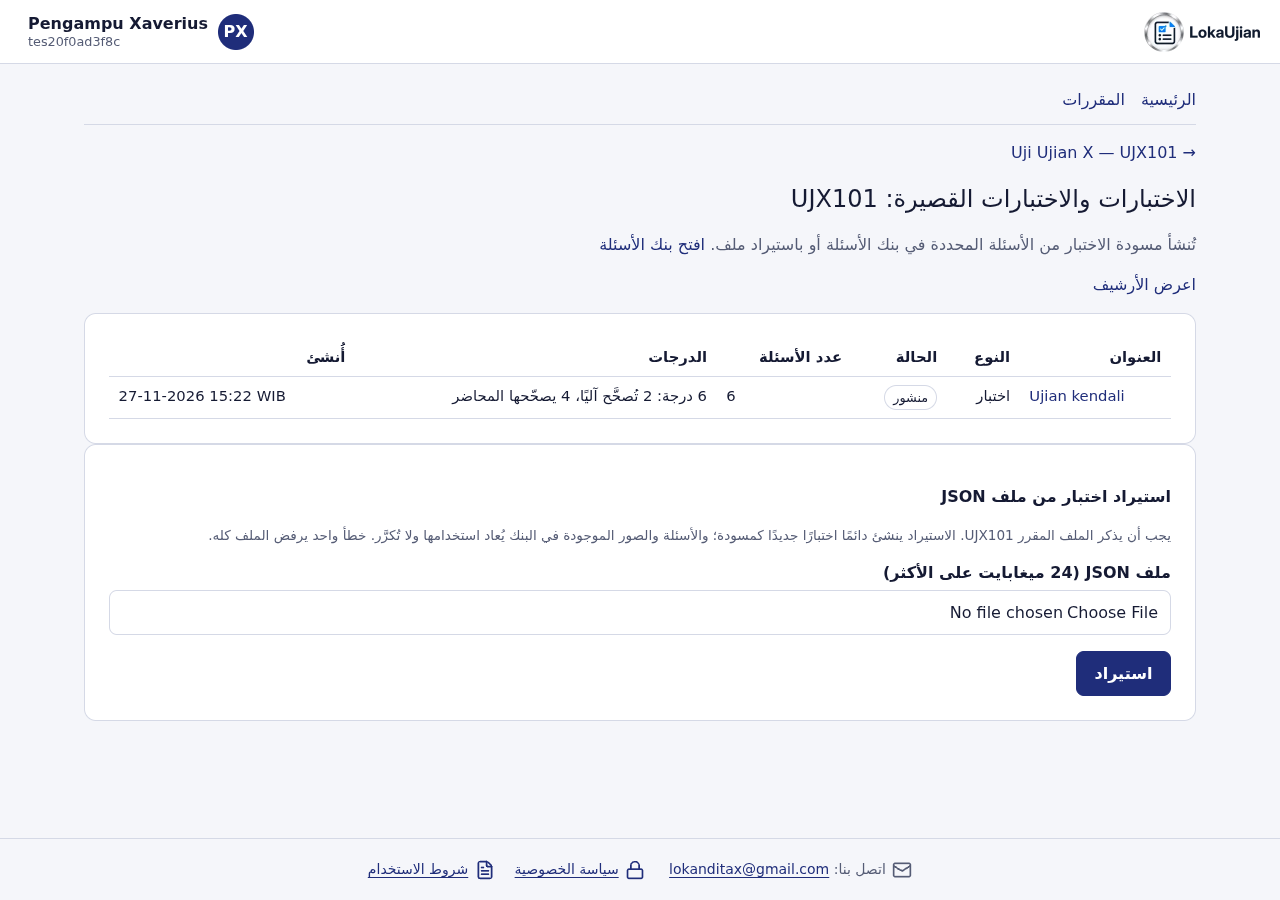 LokaUjian
Pengampu Xaverius
tes20f0ad3f8c
PX
الرئيسية المقررات
→ Uji Ujian X — UJX101
الاختبارات والاختبارات القصيرة: UJX101
تُنشأ مسودة الاختبار من الأسئلة المحددة في بنك الأسئلة أو باستيراد ملف. افتح بنك الأسئلة
اعرض الأرشيف
العنوان النوع الحالة عدد الأسئلة الدرجات أُنشئ
Ujian kendali اختبار منشور 6 6 درجة: 2 تُصحَّح آليًا، 4 يصحّحها المحاضر 27-11-2026 15:22 WIB
استيراد اختبار من ملف JSON
يجب أن يذكر الملف المقرر UJX101. الاستيراد ينشئ دائمًا اختبارًا جديدًا كمسودة؛ والأسئلة والصور الموجودة في البنك يُعاد استخدامها ولا تُكرَّر. خطأ واحد يرفض الملف كله.
ملف JSON (24 ميغابايت على الأكثر)
Choose File No file chosen
استيراد
اتصل بنا: lokanditax@gmail.com سياسة الخصوصية شروط الاستخدام